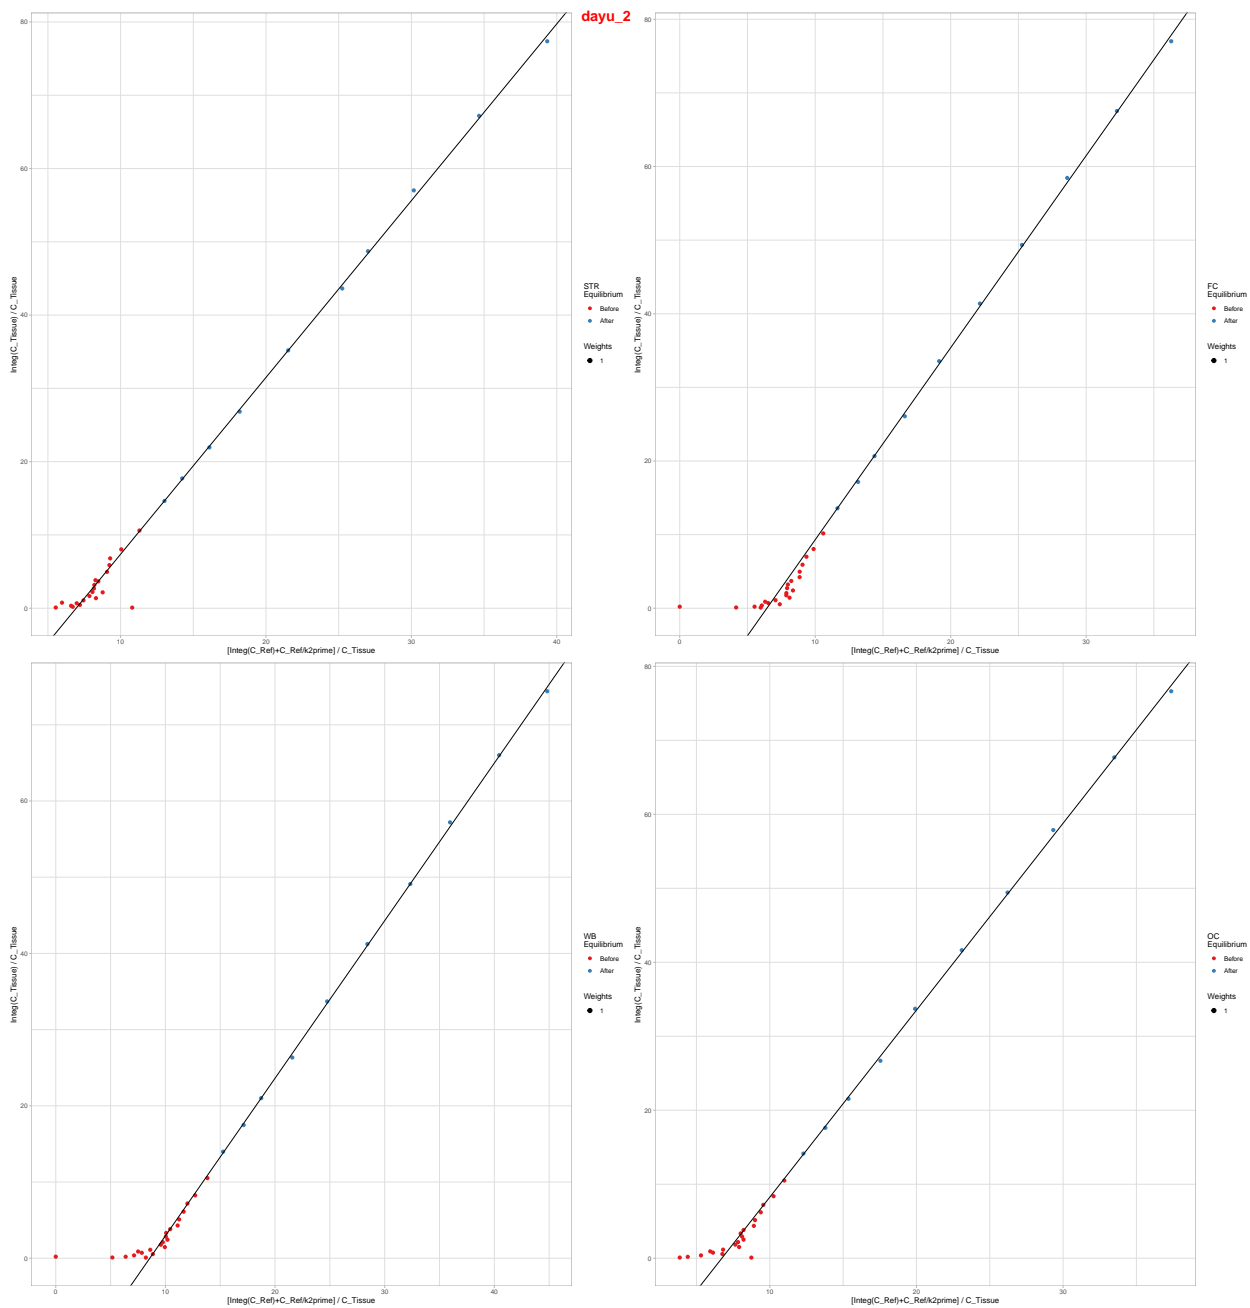 dayu_2
80
60
40
20
0
10
20
30
40
Integ(C_Tissue) / C_Tissue
[Integ(C_Ref)+C_Ref/k2prime] / C_Tissue
STR
Equilibrium
Before
After
Weights
1
80
60
40
20
0
0
10
20
30
Integ(C_Tissue) / C_Tissue
[Integ(C_Ref)+C_Ref/k2prime] / C_Tissue
FC
Equilibrium
Before
After
Weights
1
60
40
20
0
0
10
20
30
40
Integ(C_Tissue) / C_Tissue
[Integ(C_Ref)+C_Ref/k2prime] / C_Tissue
WB
Equilibrium
Before
After
Weights
1
80
60
40
20
0
10
20
30
Integ(C_Tissue) / C_Tissue
[Integ(C_Ref)+C_Ref/k2prime] / C_Tissue
OC
Equilibrium
Before
After
Weights
1